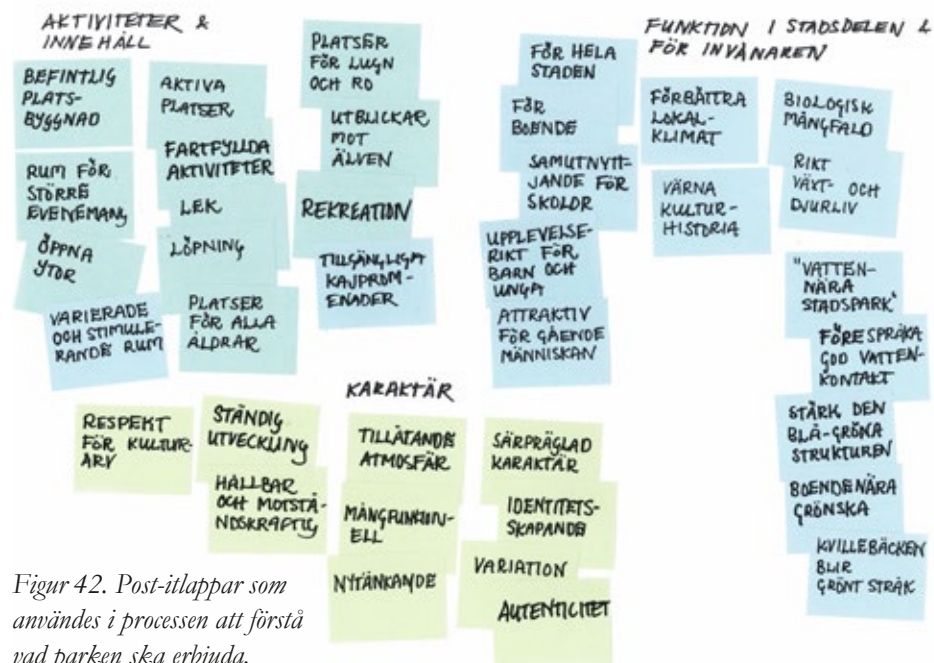 AKTIVITETER &
INNEHÅLL
BEFINTLIG
PLATS-
BYGGNAD
RUM FÖR
STÖRRE
EVENEMANG
ÖPPNA
YTOR
VARIERADE
OCH STIMULE-
RANDE RUM
AKTIVA
PLATSER
FARTFYLLDA
AKTIVITETER
LEK
LÖPNING
PLATSER
FÖR ALLA
ÅLDRAR
PLATSER
FÖR LUGN
OCH RO
UTBLICKAR
MOT
ÄLVEN
REKREATION
TILLGÄNGLIGA
KAJPROM-
ENADER
FUNKTION I STADSDELEN &
FÖR INVÅNAREN
FÖR HELA
STADEN
FÖR
BOENDE
SAMUTNYTT-
JANDE FÖR
SKOLOR
UPPLEVELSE-
RIKT FÖR
BARN OCH
UNGA
ATTRAKTIV
FÖR GÅENDE
MÄNNISKAN
FÖRBÄTTRA
LOKAL-
KLIMAT
VÄRNA
KULTUR-
HISTORIA
BIOLOGISK
MÅNGFALD
RIKT
VÄXT- OCH
DJURLIV
"VATTEN-
NÄRA
STADSPARK"
FÖRESPRÅKA
GOD VATTEN-
KONTAKT
STÄRK DEN
BLÅ-GRÖNA
STRUKTUREN
BOENDENÄRA
GRÖNSKA
KVILLEBÄCKEN
BLIR
GRÖNT STRÅK
KARAKTÄR
RESPEKT
FÖR KULTUR-
ARV
STÄNDIG
UTVECKLING
HÅLLBAR
OCH MOTSTÅ-
NDSKRAFTIG
TILLÅTANDE
ATMOSFÄR
MÅNGFUNKTION-
ELL
NYTÄNKANDE
SÄRPRÄGLAD
KARAKTÄR
IDENTITETS-
SKAPANDE
VARIATION
AUTENTICITET
Figur 42. Post-itlappar som
användes i processen att förstå
vad parken ska erbjuda.